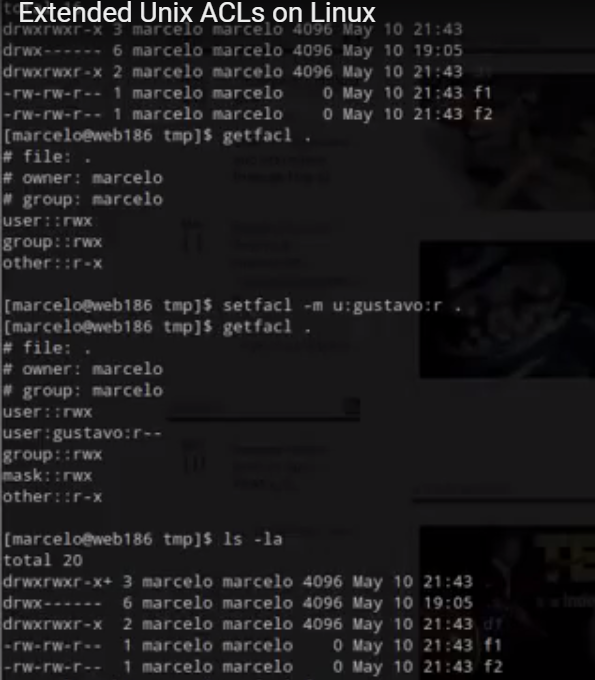 Extended Unix ACLs on Linux
drwxrwxr-x 3 marcelo marcelo 4096 May 10 21:43
drwx------ 6 marcelo marcelo 4096 May 10 19:05
drwxrwxr-x 2 marcelo marcelo 4096 May 10 21:43
-rw-rw-r-- 1 marcelo marcelo    0 May 10 21:43 f1
-rw-rw-r-- 1 marcelo marcelo    0 May 10 21:43 f2
[marcelo@web186 tmp]$ getfacl .
# file: .
# owner: marcelo
# group: marcelo
user::rwx
group::rwx
other::r-x
[marcelo@web186 tmp]$ setfacl -m u:gustavo:r .
[marcelo@web186 tmp]$ getfacl .
# file: .
# owner: marcelo
# group: marcelo
user::rwx
user:gustavo:r--
group::rwx
mask::rwx
other::r-x
[marcelo@web186 tmp]$ ls -la
total 20
drwxrwxr-x+ 3 marcelo marcelo 4096 May 10 21:43 .
drwx------  6 marcelo marcelo 4096 May 10 19:05
drwxrwxr-x  2 marcelo marcelo 4096 May 10 21:43 d1
-rw-rw-r--  1 marcelo marcelo    0 May 10 21:43 f1
-rw-rw-r--  1 marcelo marcelo    0 May 10 21:43 f2